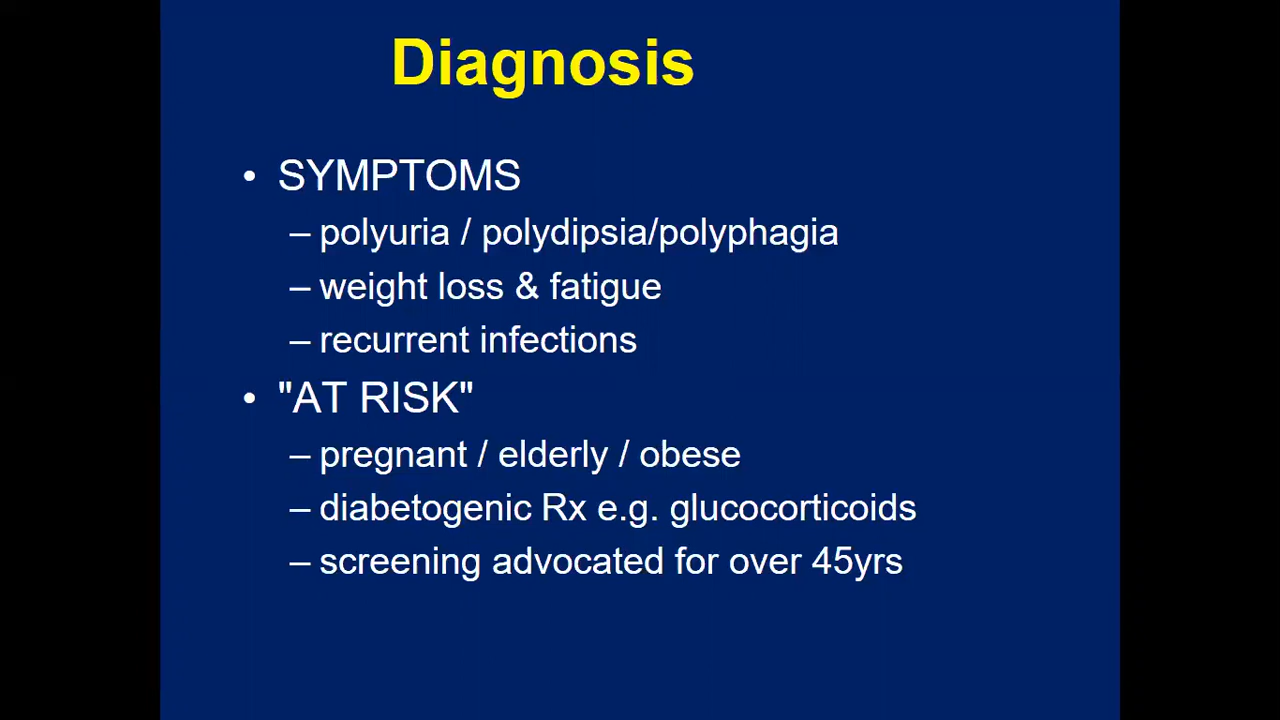 Diagnosis
• SYMPTOMS
– polyuria / polydipsia/polyphagia
– weight loss & fatigue
– recurrent infections
• "AT RISK"
– pregnant / elderly / obese
– diabetogenic Rx e.g. glucocorticoids
– screening advocated for over 45yrs